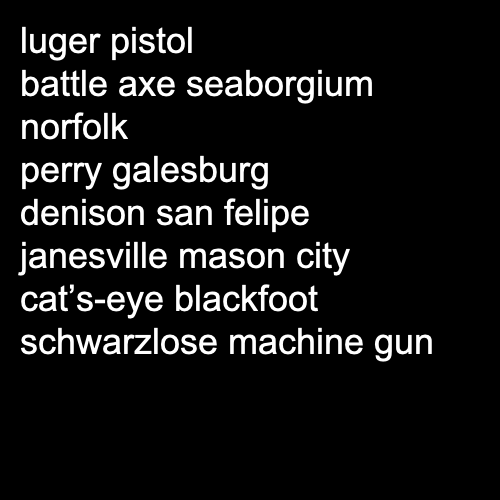 luger pistol
battle axe seaborgium
norfolk
perry galesburg
denison san felipe
janesville mason city
cat’s-eye blackfoot
schwarzlose machine gun